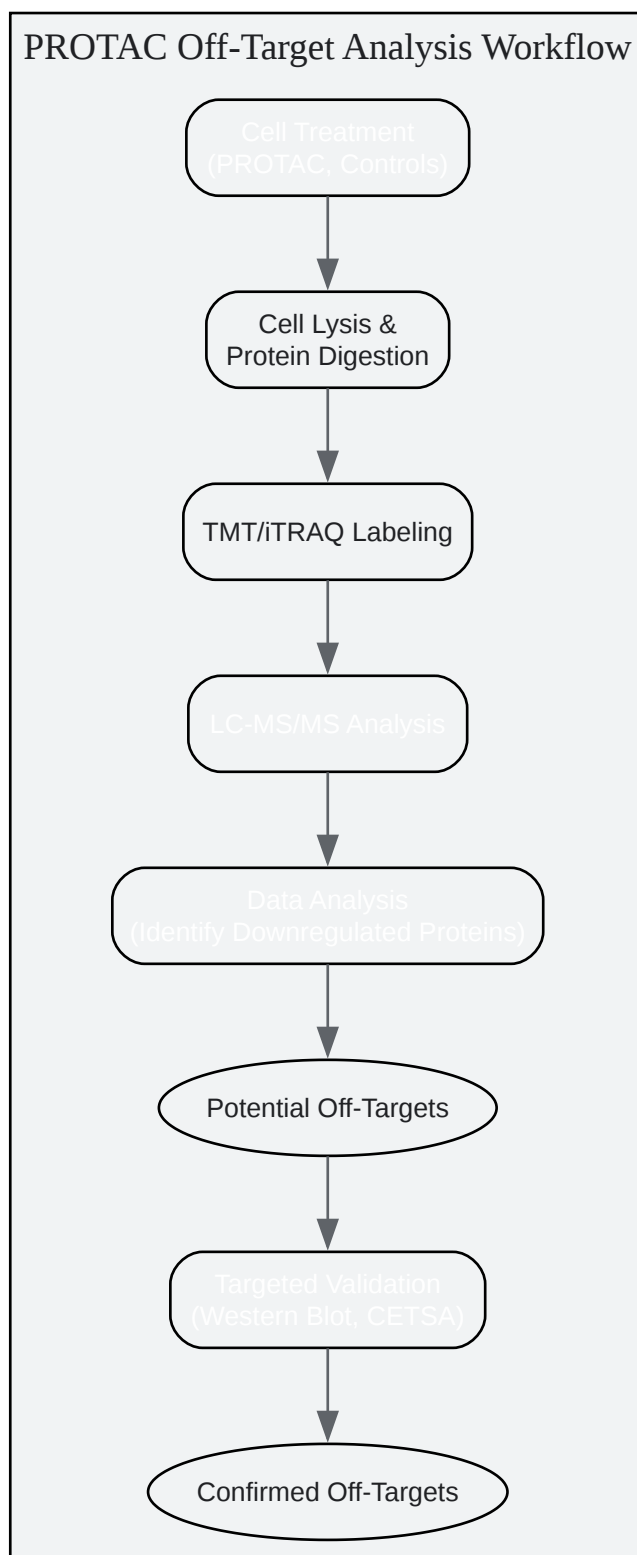 PROTAC Off-Target Analysis Workflow
Cell Treatment
(PROTAC, Controls)
Cell Lysis &
Protein Digestion
TMT/iTRAQ Labeling
LC-MS/MS Analysis
Data Analysis
(Identify Downregulated Proteins)
Potential Off-Targets
Targeted Validation
(Western Blot, CETSA)
Confirmed Off-Targets